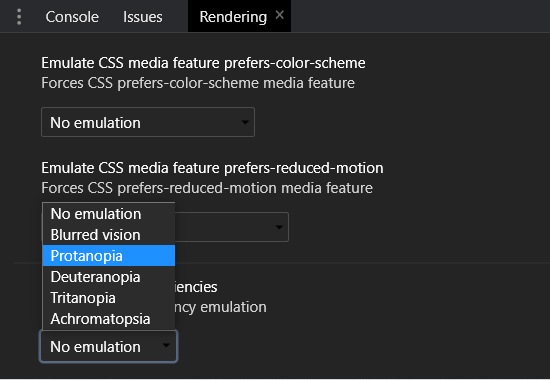 Console Issues Rendering ×
Emulate CSS media feature prefers-color-scheme
Forces CSS prefers-color-scheme media feature
No emulation
Emulate CSS media feature prefers-reduced-motion
Forces CSS prefers-reduced-motion media feature
No emulation
Blurred vision
Protanopia
Deuteranopia
Tritanopia
Achromatopsia
iencies
ncy emulation
No emulation